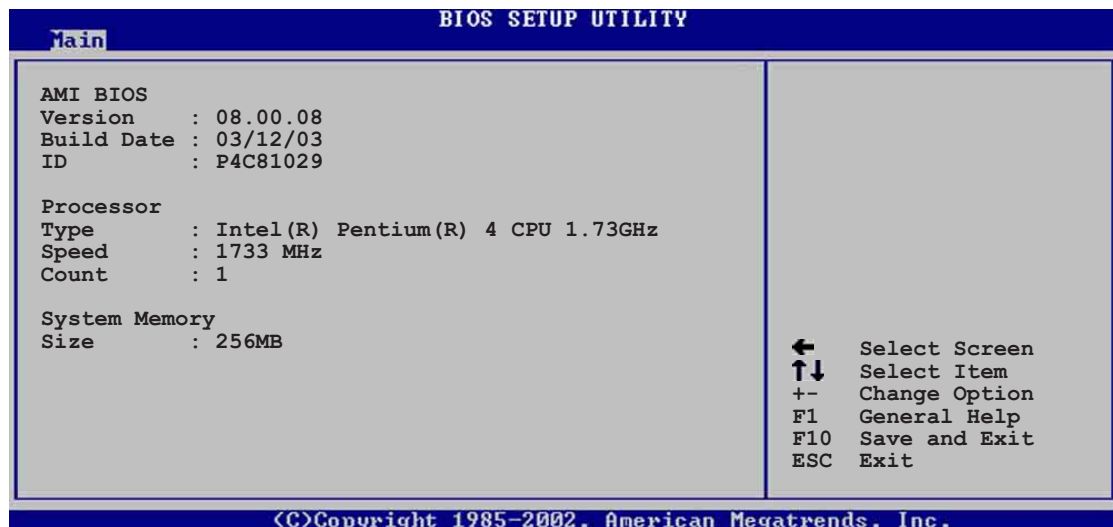 BIOS SETUP UTILITY
Main
AMI BIOS
Version : 08.00.08
Build Date : 03/12/03
ID : P4C81029
Processor
Type : Intel(R) Pentium(R) 4 CPU 1.73GHz
Speed : 1733 MHz
Count : 1
System Memory
Size : 256MB
← Select Screen
↑↓ Select Item
+- Change Option
F1 General Help
F10 Save and Exit
ESC Exit
(C)Copyright 1985-2002, American Megatrends, Inc.